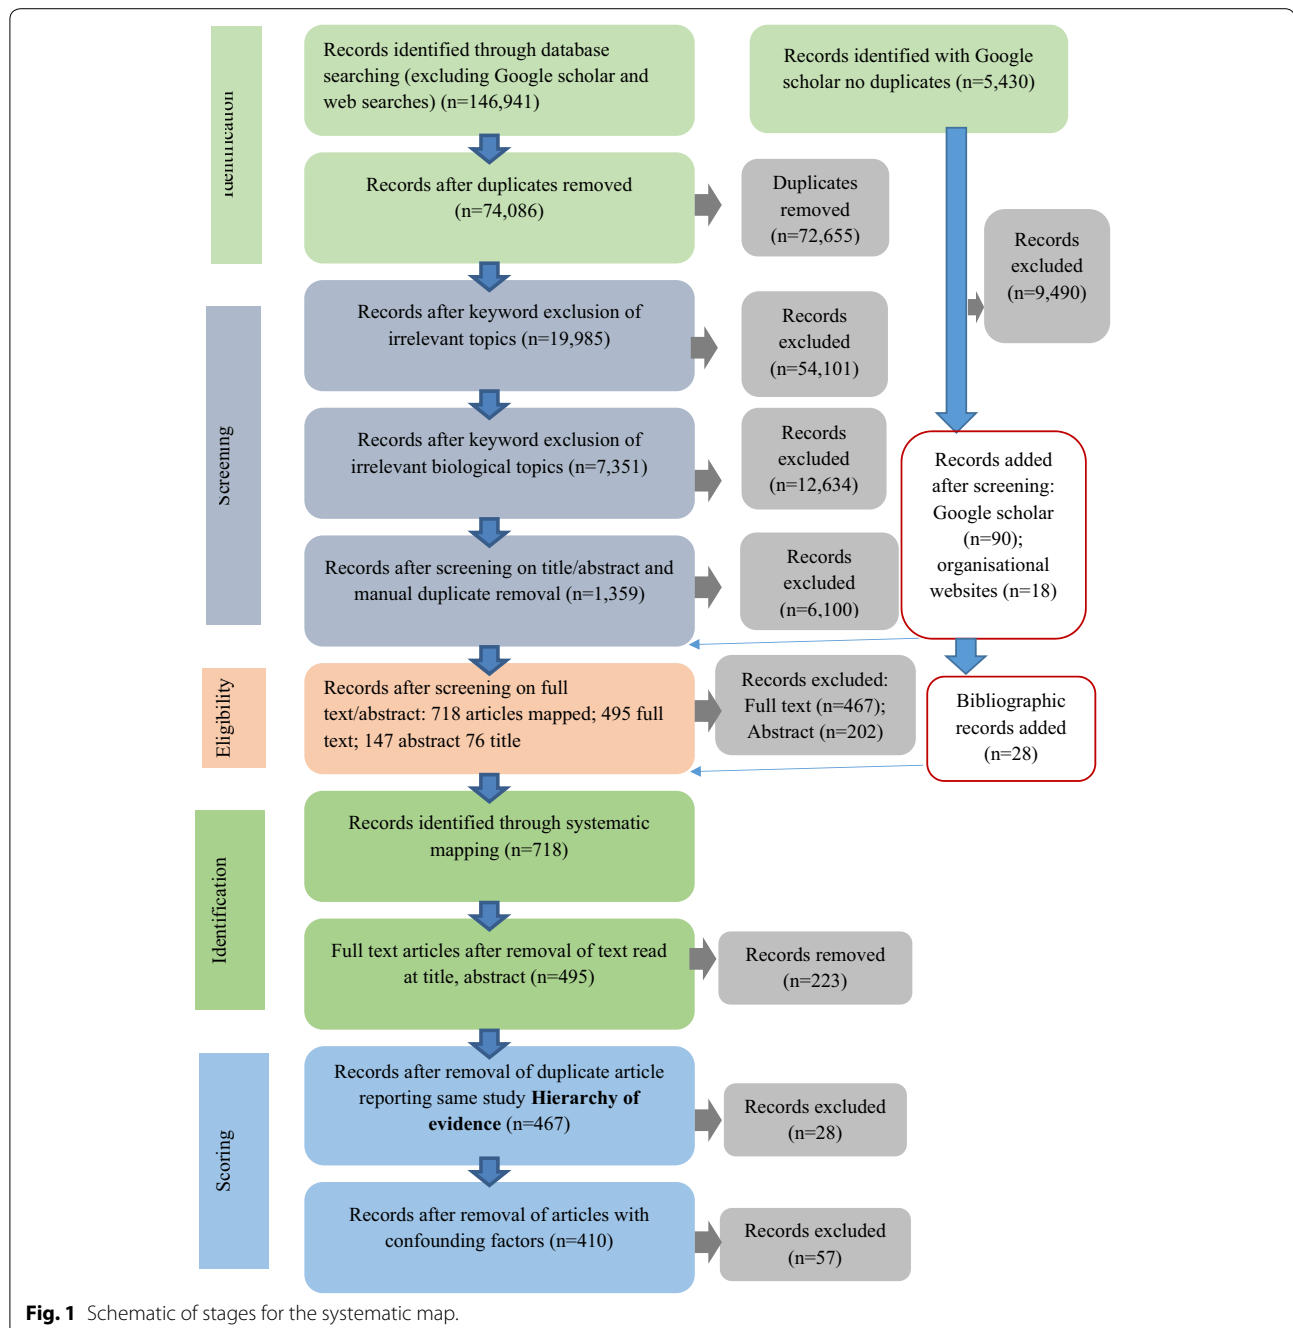 Identification
Records identified through database
searching (excluding Google scholar and
web searches) (n=146,941)
Records identified with Google
scholar no duplicates (n=5,430)
Records after duplicates removed
(n=74,086)
Duplicates
removed
(n=72,655)
Records
excluded
(n=9,490)
Screening
Records after keyword exclusion of
irrelevant topics (n=19,985)
Records
excluded
(n=54,101)
Records after keyword exclusion of
irrelevant biological topics (n=7,351)
Records
excluded
(n=12,634)
Records added
after screening:
Google scholar
(n=90);
organisational
websites (n=18)
Records after screening on title/abstract and
manual duplicate removal (n=1,359)
Records
excluded
(n=6,100)
Eligibility
Records after screening on full
text/abstract: 718 articles mapped; 495 full
text; 147 abstract 76 title
Records excluded:
Full text (n=467);
Abstract (n=202)
Bibliographic
records added
(n=28)
Identification
Records identified through systematic
mapping (n=718)
Full text articles after removal of text read
at title, abstract (n=495)
Records removed
(n=223)
Scoring
Records after removal of duplicate article
reporting same study Hierarchy of
evidence (n=467)
Records excluded
(n=28)
Records after removal of articles with
confounding factors (n=410)
Records excluded
(n=57)
Fig. 1 Schematic of stages for the systematic map.